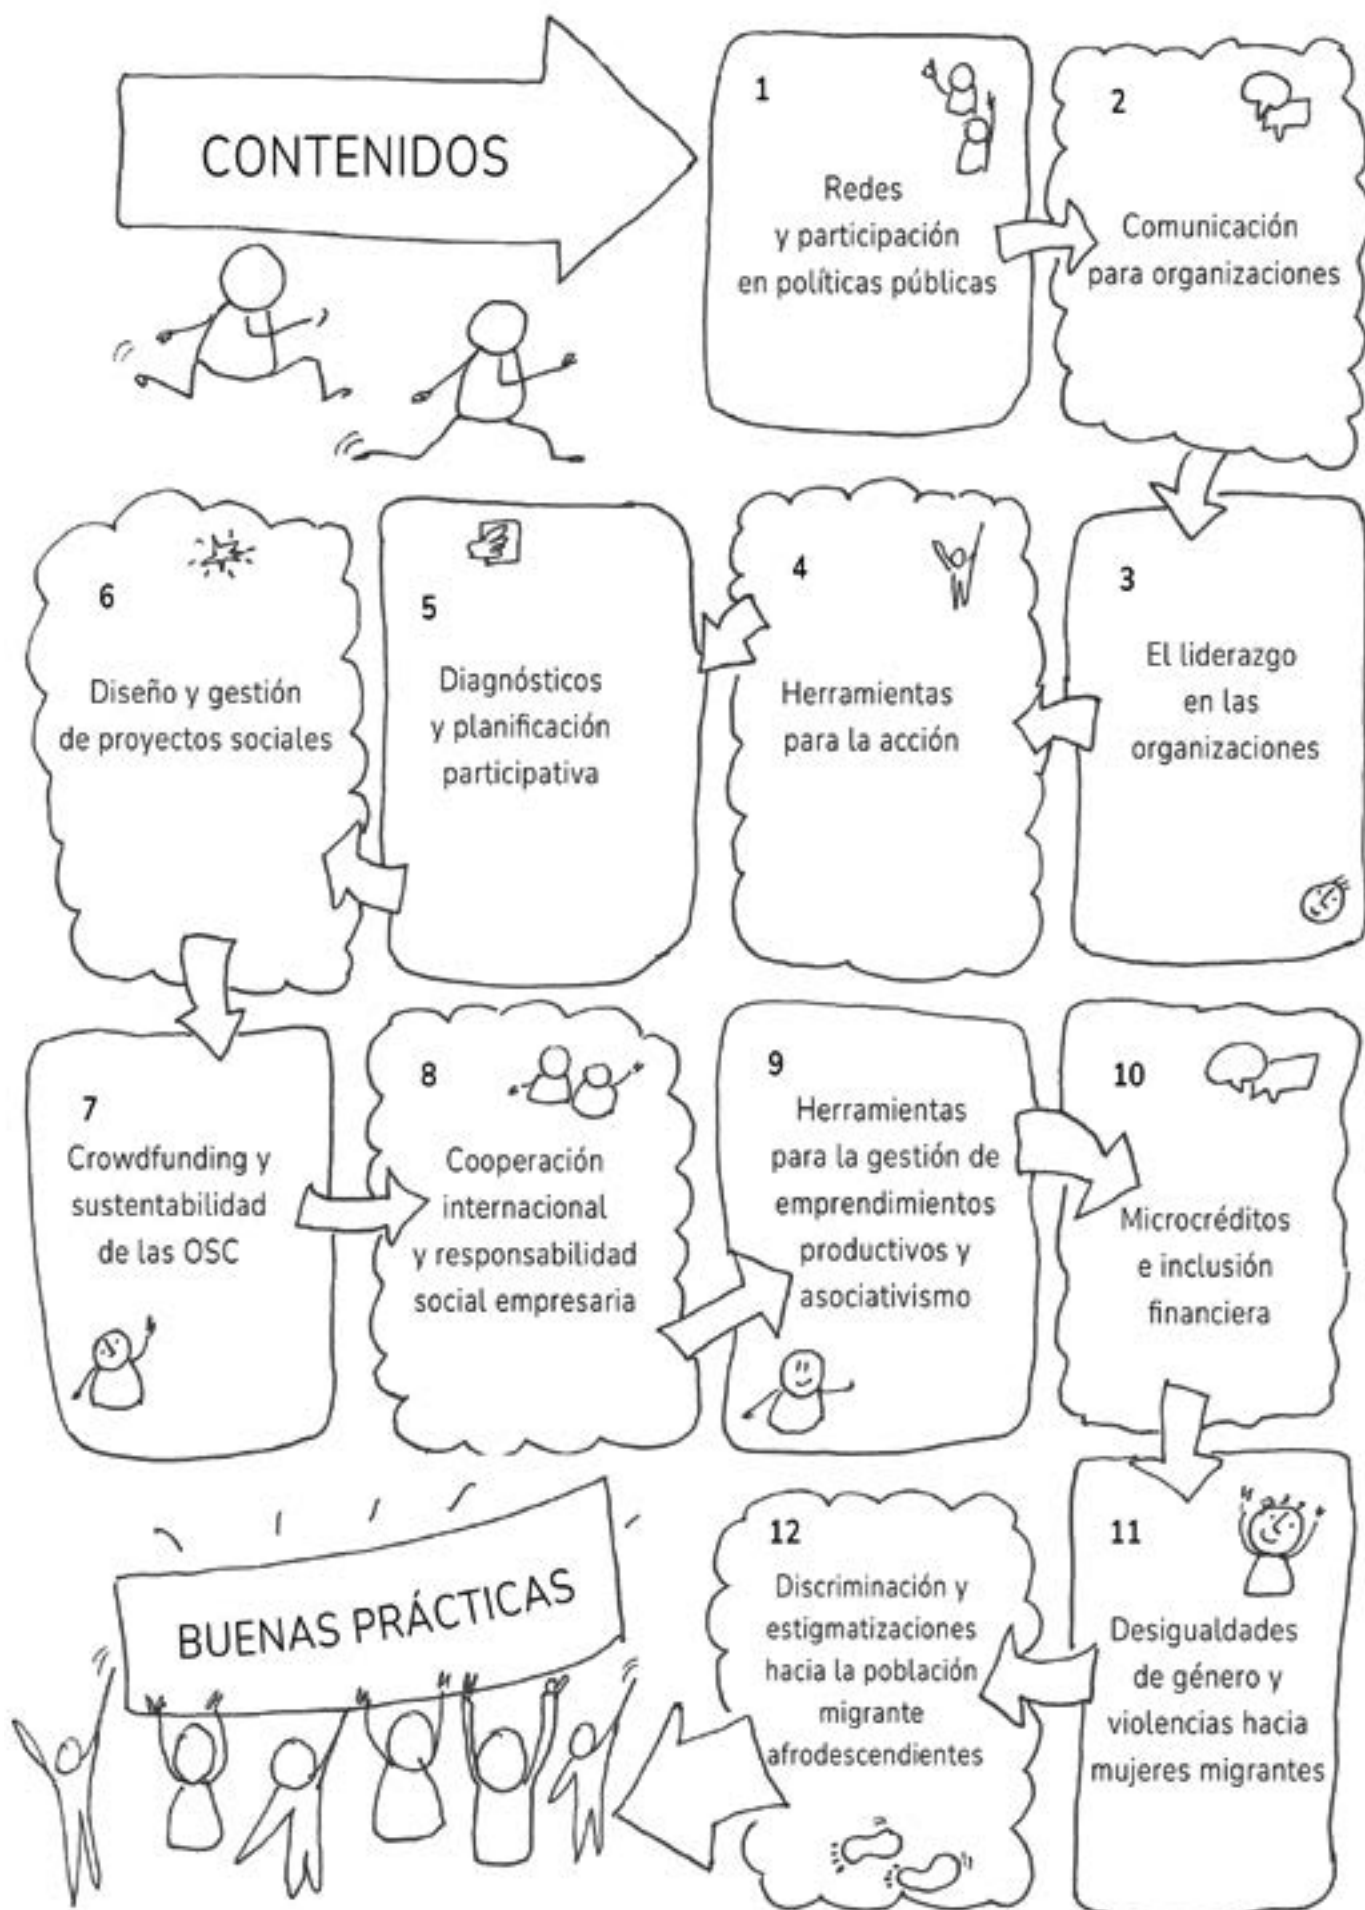 CONTENIDOS
1
Redes
y participación
en políticas públicas
2
Comunicación
para organizaciones
3
El liderazgo
en las
organizaciones
4
Herramientas
para la acción
5
Diagnósticos
y planificación
participativa
6
Diseño y gestión
de proyectos sociales
7
Crowdfunding y
sustentabilidad
de las OSC
8
Cooperación
internacional
y responsabilidad
social empresaria
9
Herramientas
para la gestión de
emprendimientos
productivos y
asociativismo
10
Microcréditos
e inclusión
financiera
11
Desigualdades
de género y
violencias hacia
mujeres migrantes
12
Discriminación y
estigmatizaciones
hacia la población
migrante
afrodescendientes
BUENAS PRÁCTICAS